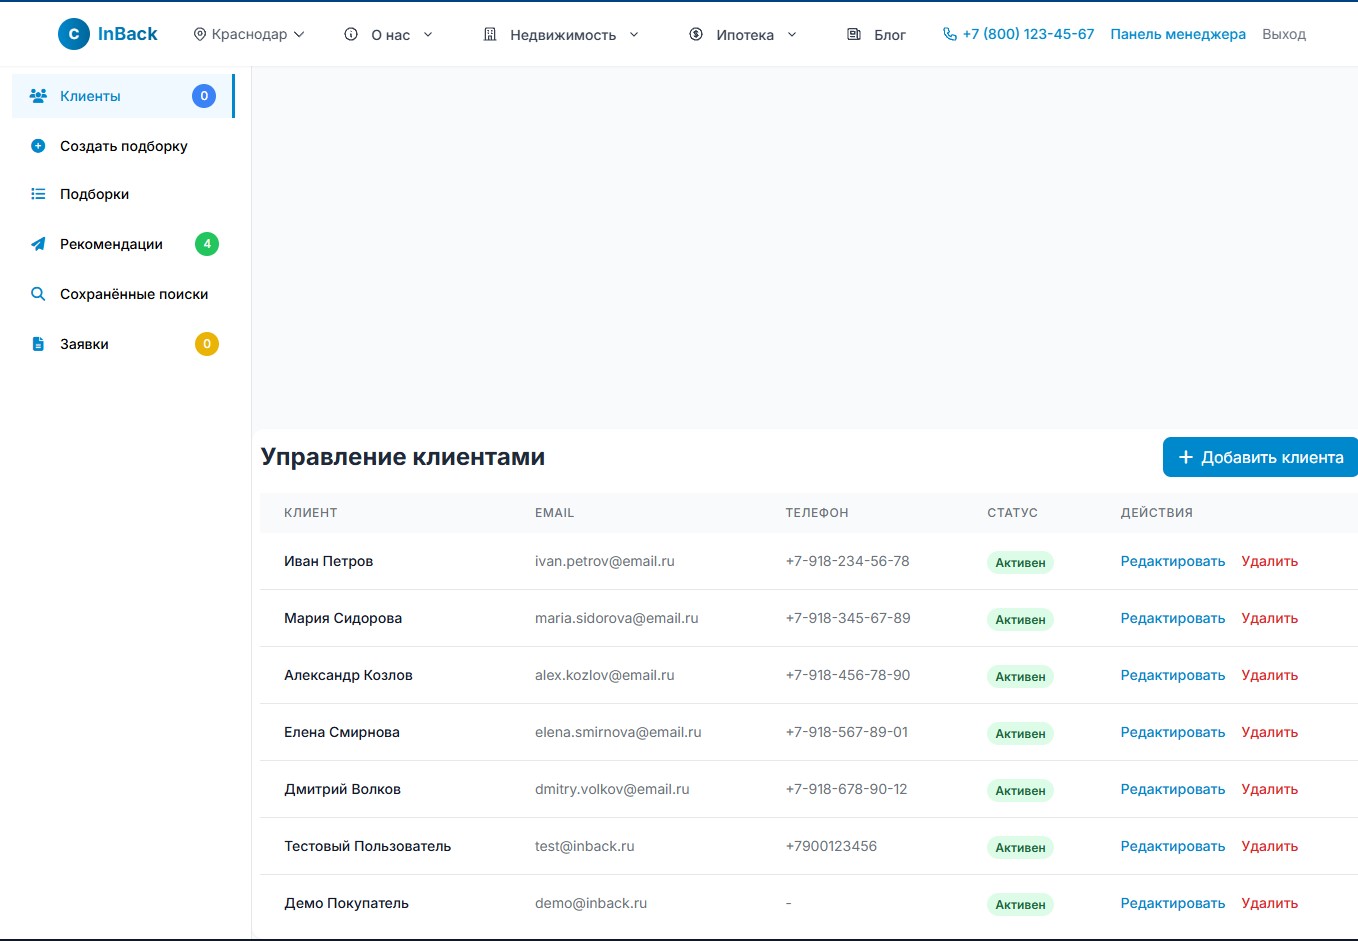 C InBack Краснодар О нас Недвижимость Ипотека Блог +7 (800) 123-45-67 Панель менеджера Выход
Клиенты 0
Создать подборку
Подборки
Рекомендации 4
Сохранённые поиски
Заявки 0
Управление клиентами
+ Добавить клиента
КЛИЕНТ EMAIL ТЕЛЕФОН СТАТУС ДЕЙСТВИЯ
Иван Петров ivan.petrov@email.ru +7-918-234-56-78 Активен Редактировать Удалить
Мария Сидорова maria.sidorova@email.ru +7-918-345-67-89 Активен Редактировать Удалить
Александр Козлов alex.kozlov@email.ru +7-918-456-78-90 Активен Редактировать Удалить
Елена Смирнова elena.smirnova@email.ru +7-918-567-89-01 Активен Редактировать Удалить
Дмитрий Волков dmitry.volkov@email.ru +7-918-678-90-12 Активен Редактировать Удалить
Тестовый Пользователь test@inback.ru +7900123456 Активен Редактировать Удалить
Демо Покупатель demo@inback.ru - Активен Редактировать Удалить